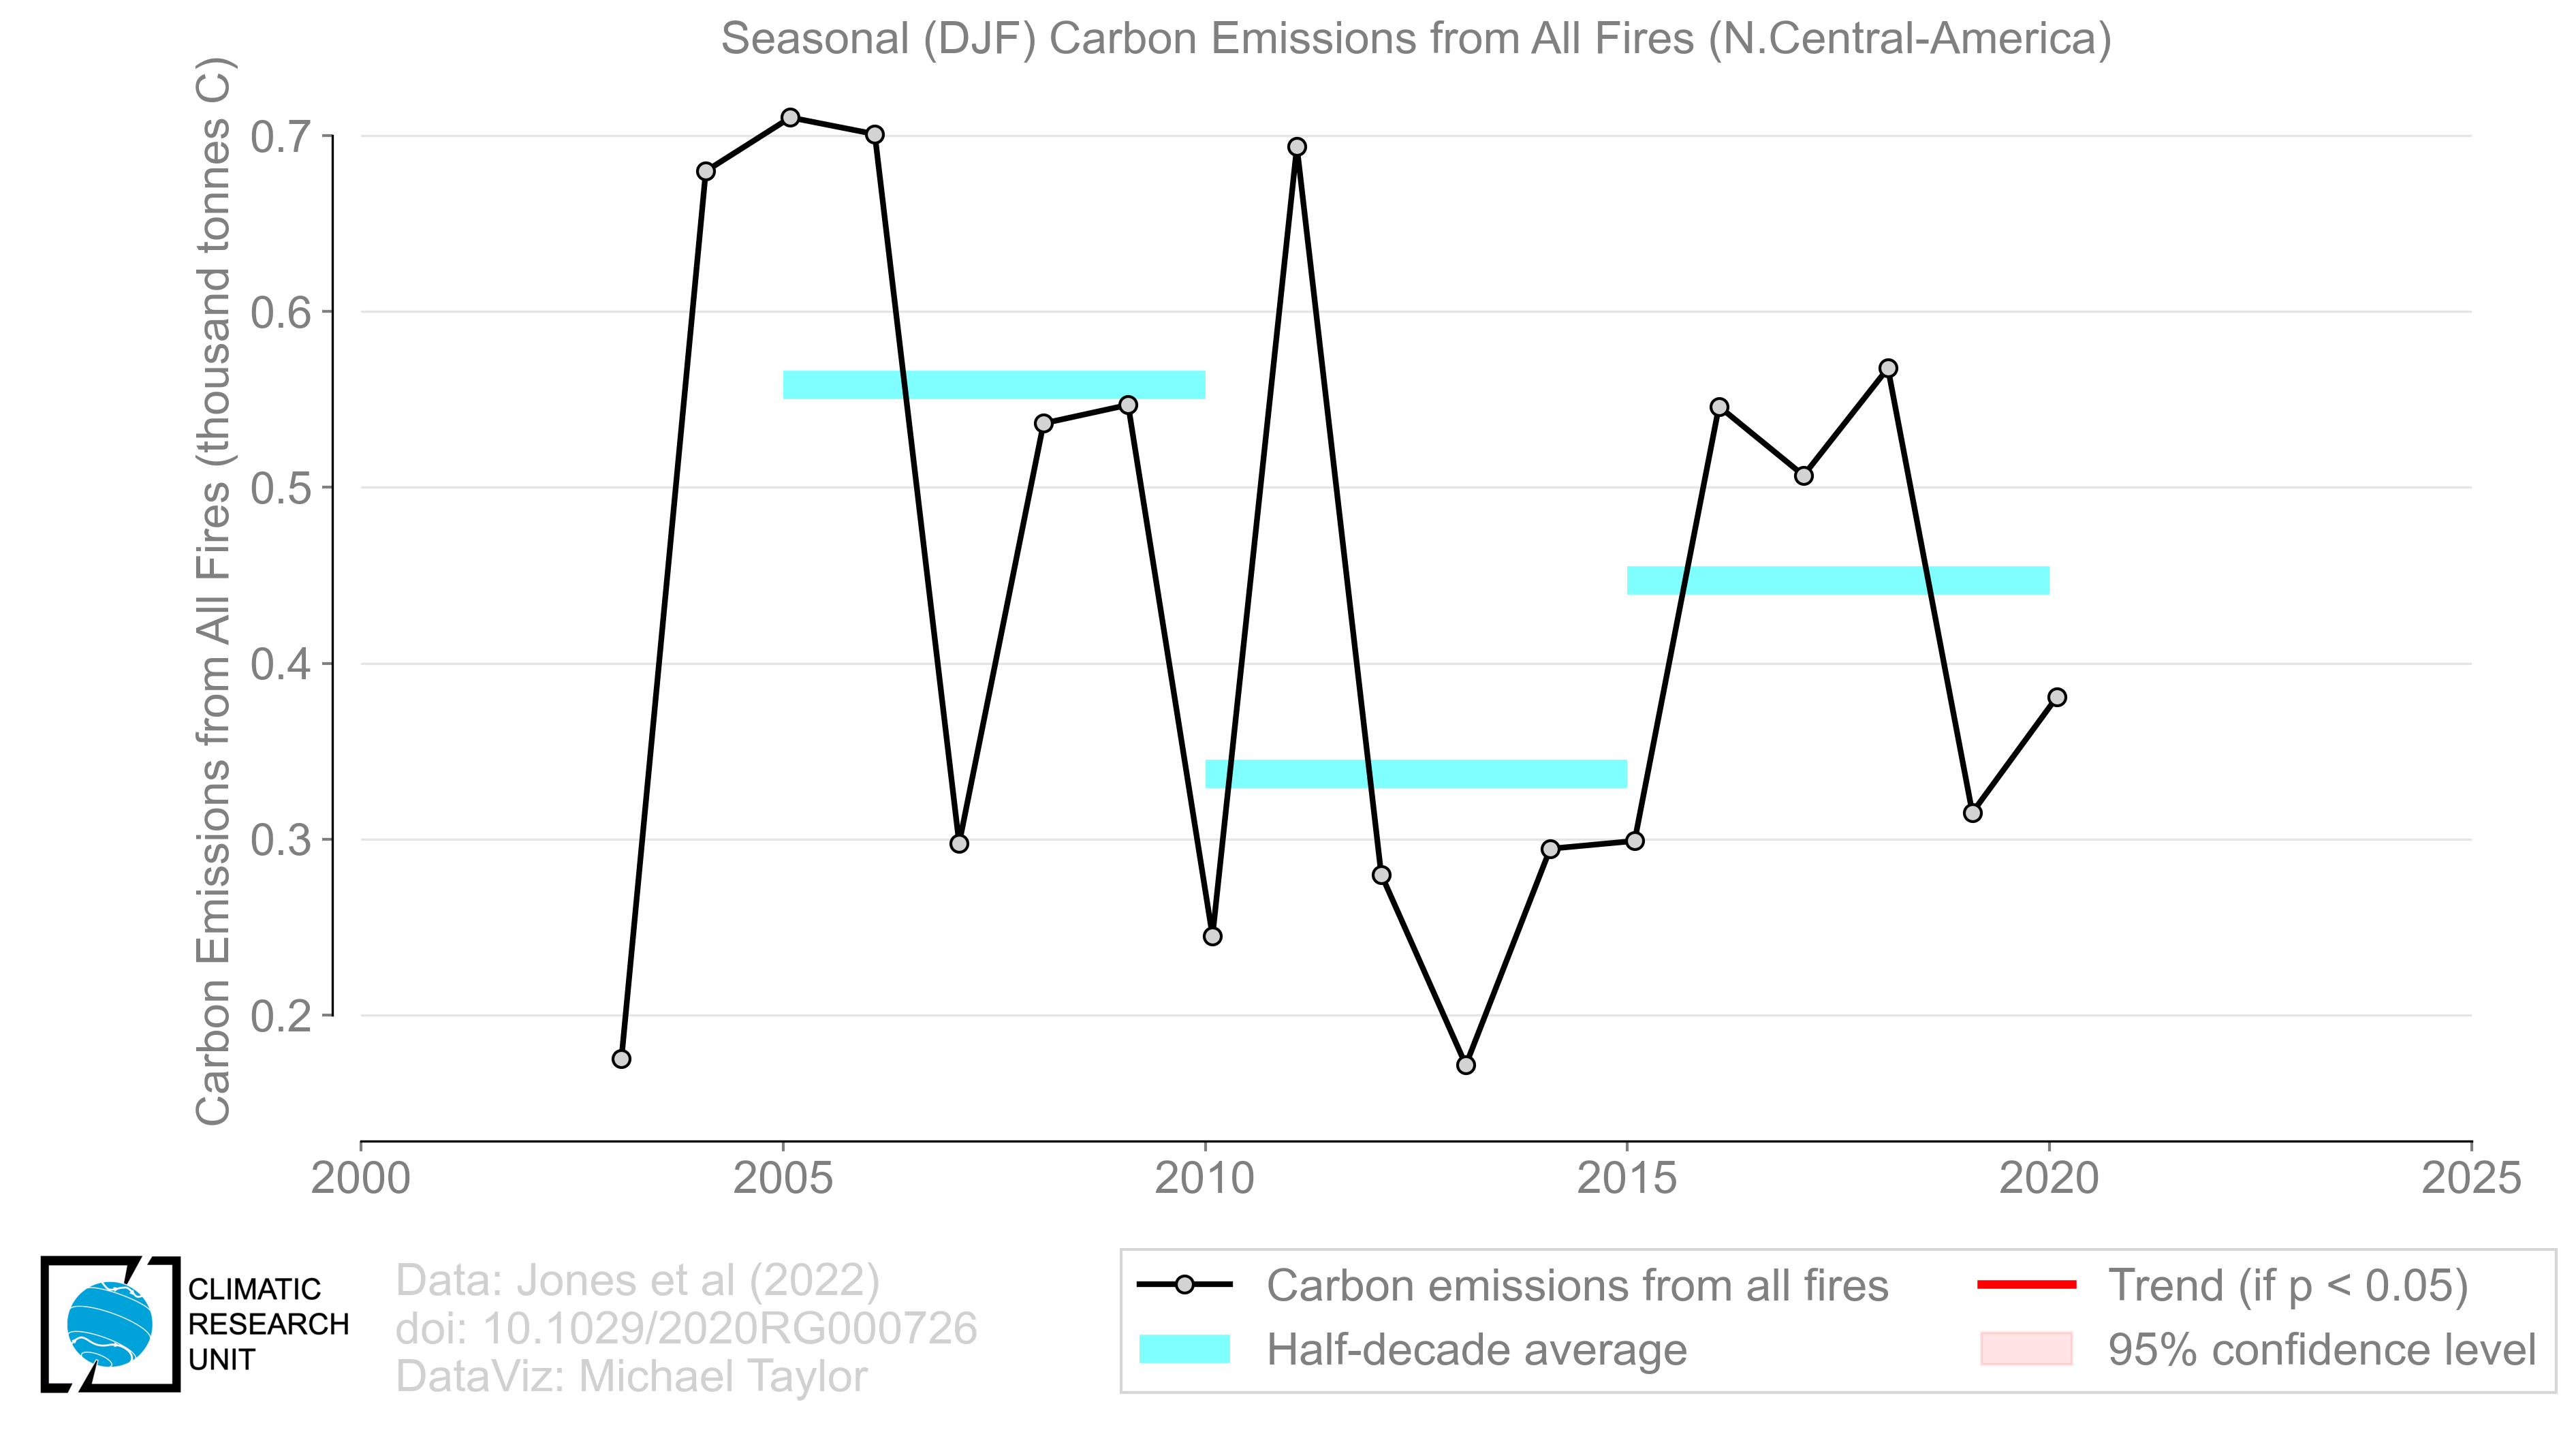 Seasonal (DJF) Carbon Emissions from All Fires (N.Central-America)
Carbon Emissions from All Fires (thousand tonnes C)
0.7
0.6
0.5
0.4
0.3
0.2
2000
2005
2010
2015
2020
2025
CLIMATIC
RESEARCH
UNIT
Data: Jones et al (2022)
doi: 10.1029/2020RG000726
DataViz: Michael Taylor
Carbon emissions from all fires
Half-decade average
Trend (if p < 0.05)
95% confidence level